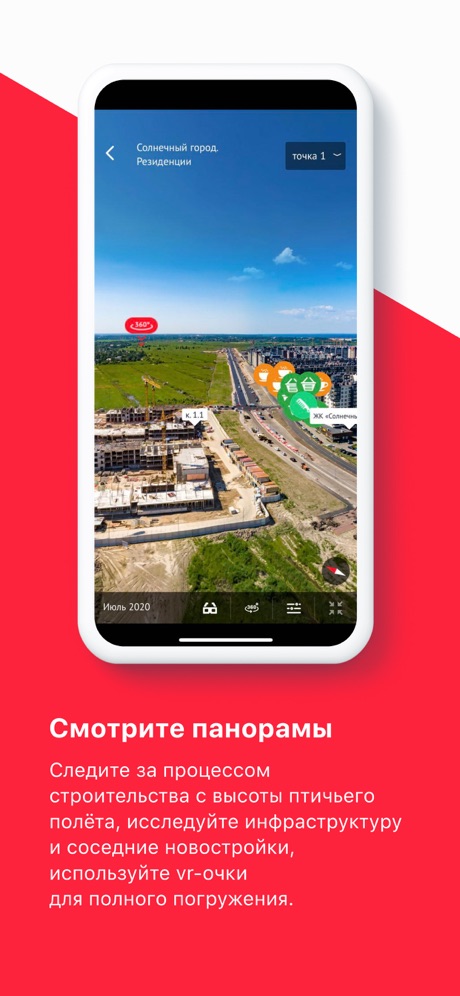 Солнечный город.
Резиденции
точка 1
360°
к. 1.1
ЖК «Солнечнь
Июль 2020
360°
Смотрите панорамы
Следите за процессом
строительства с высоты птичьего
полёта, исследуйте инфраструктуру
и соседние новостройки,
используйте vr-очки
для полного погружения.